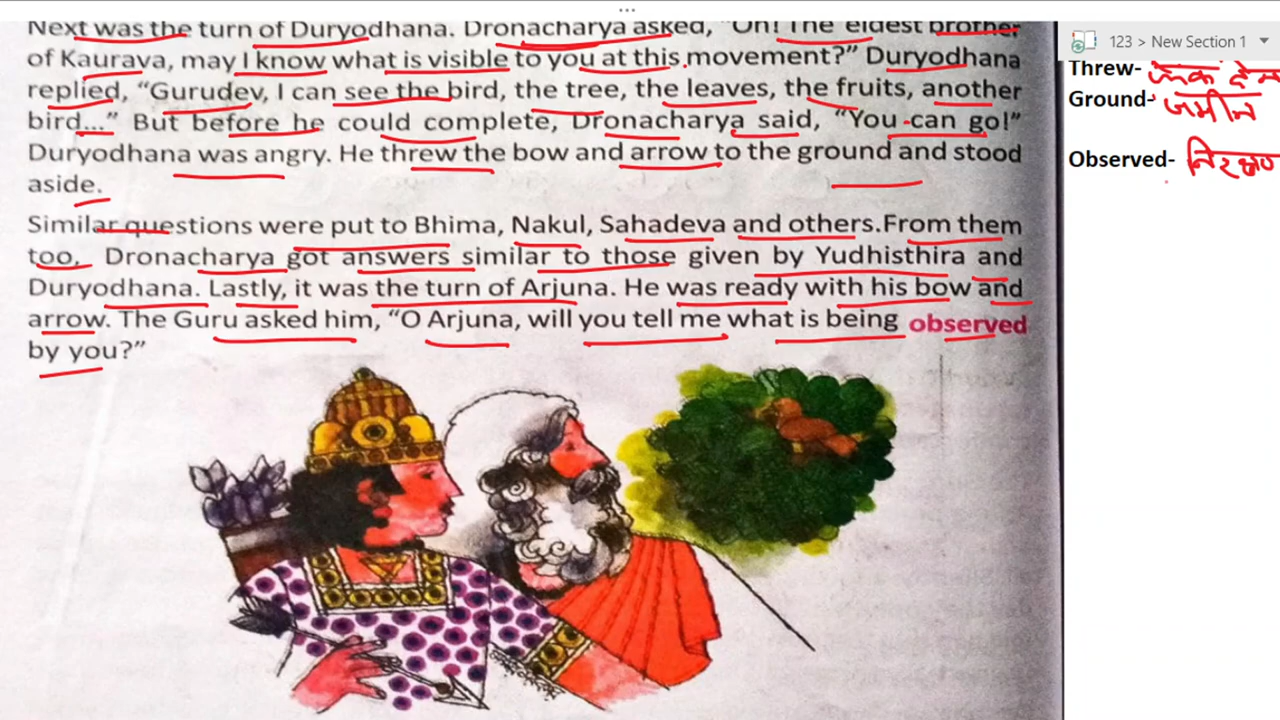 Next was the turn of Duryodhana. Dronacharya asked, "Oh! The eldest brother
of Kaurava, may I know what is visible to you at this movement?" Duryodhana
replied, "Gurudev, I can see the bird, the tree, the leaves, the fruits, another
bird..." But before he could complete, Dronacharya said, "You can go!"
Duryodhana was angry. He threw the bow and arrow to the ground and stood
aside.
Similar questions were put to Bhima, Nakul, Sahadeva and others.From them
too, Dronacharya got answers similar to those given by Yudhisthira and
Duryodhana. Lastly, it was the turn of Arjuna. He was ready with his bow and
arrow. The Guru asked him, "O Arjuna, will you tell me what is being observed
by you?"
123 > New Section 1
Threw- फेंक देना
Ground- जमीन
Observed-